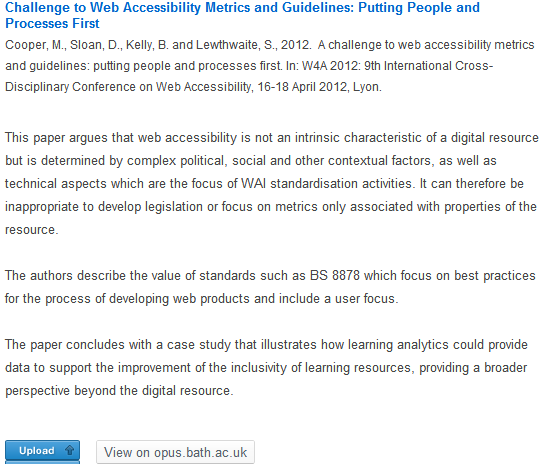 Challenge to Web Accessibility Metrics and Guidelines: Putting People and
Processes First
Cooper, M., Sloan, D., Kelly, B. and Lewthwaite, S., 2012. A challenge to web accessibility metrics
and guidelines: putting people and processes first. In: W4A 2012: 9th International Cross-
Disciplinary Conference on Web Accessibility, 16-18 April 2012, Lyon.
This paper argues that web accessibility is not an intrinsic characteristic of a digital resource
but is determined by complex political, social and other contextual factors, as well as
technical aspects which are the focus of WAI standardisation activities. It can therefore be
inappropriate to develop legislation or focus on metrics only associated with properties of the
resource.
The authors describe the value of standards such as BS 8878 which focus on best practices
for the process of developing web products and include a user focus.
The paper concludes with a case study that illustrates how learning analytics could provide
data to support the improvement of the inclusivity of learning resources, providing a broader
perspective beyond the digital resource.
Upload View on opus.bath.ac.uk